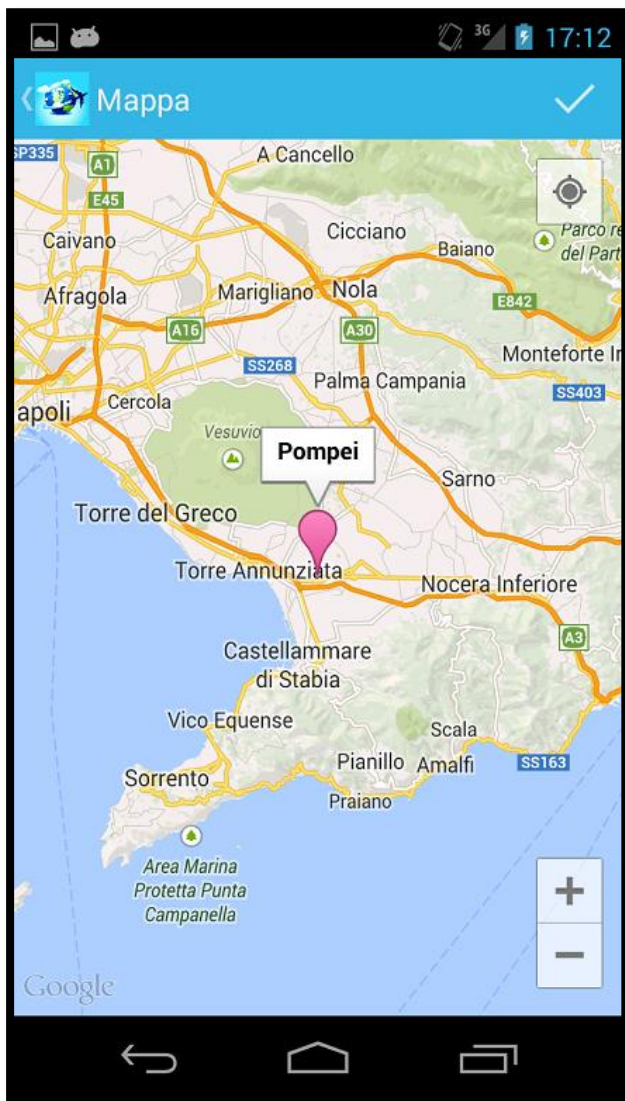 3G 17:12
Mappa
SP335
A1
A Cancello
E45
Cicciano
Parco re
del Part
Caivano
Baiano
Afragola
Marigliano
Nola
E842
A16
A30
Monteforte Ir
SS268
Palma Campania
SS403
apoli
Cercola
Vesuvio
Pompei
Sarno
Torre del Greco
Torre Annunziata
Nocera Inferiore
A3
Castellammare
di Stabia
Vico Equense
Scala
Pianillo
Amalfi
SS163
Sorrento
Praiano
Area Marina
Protetta Punta
Campanella
+
−
Google